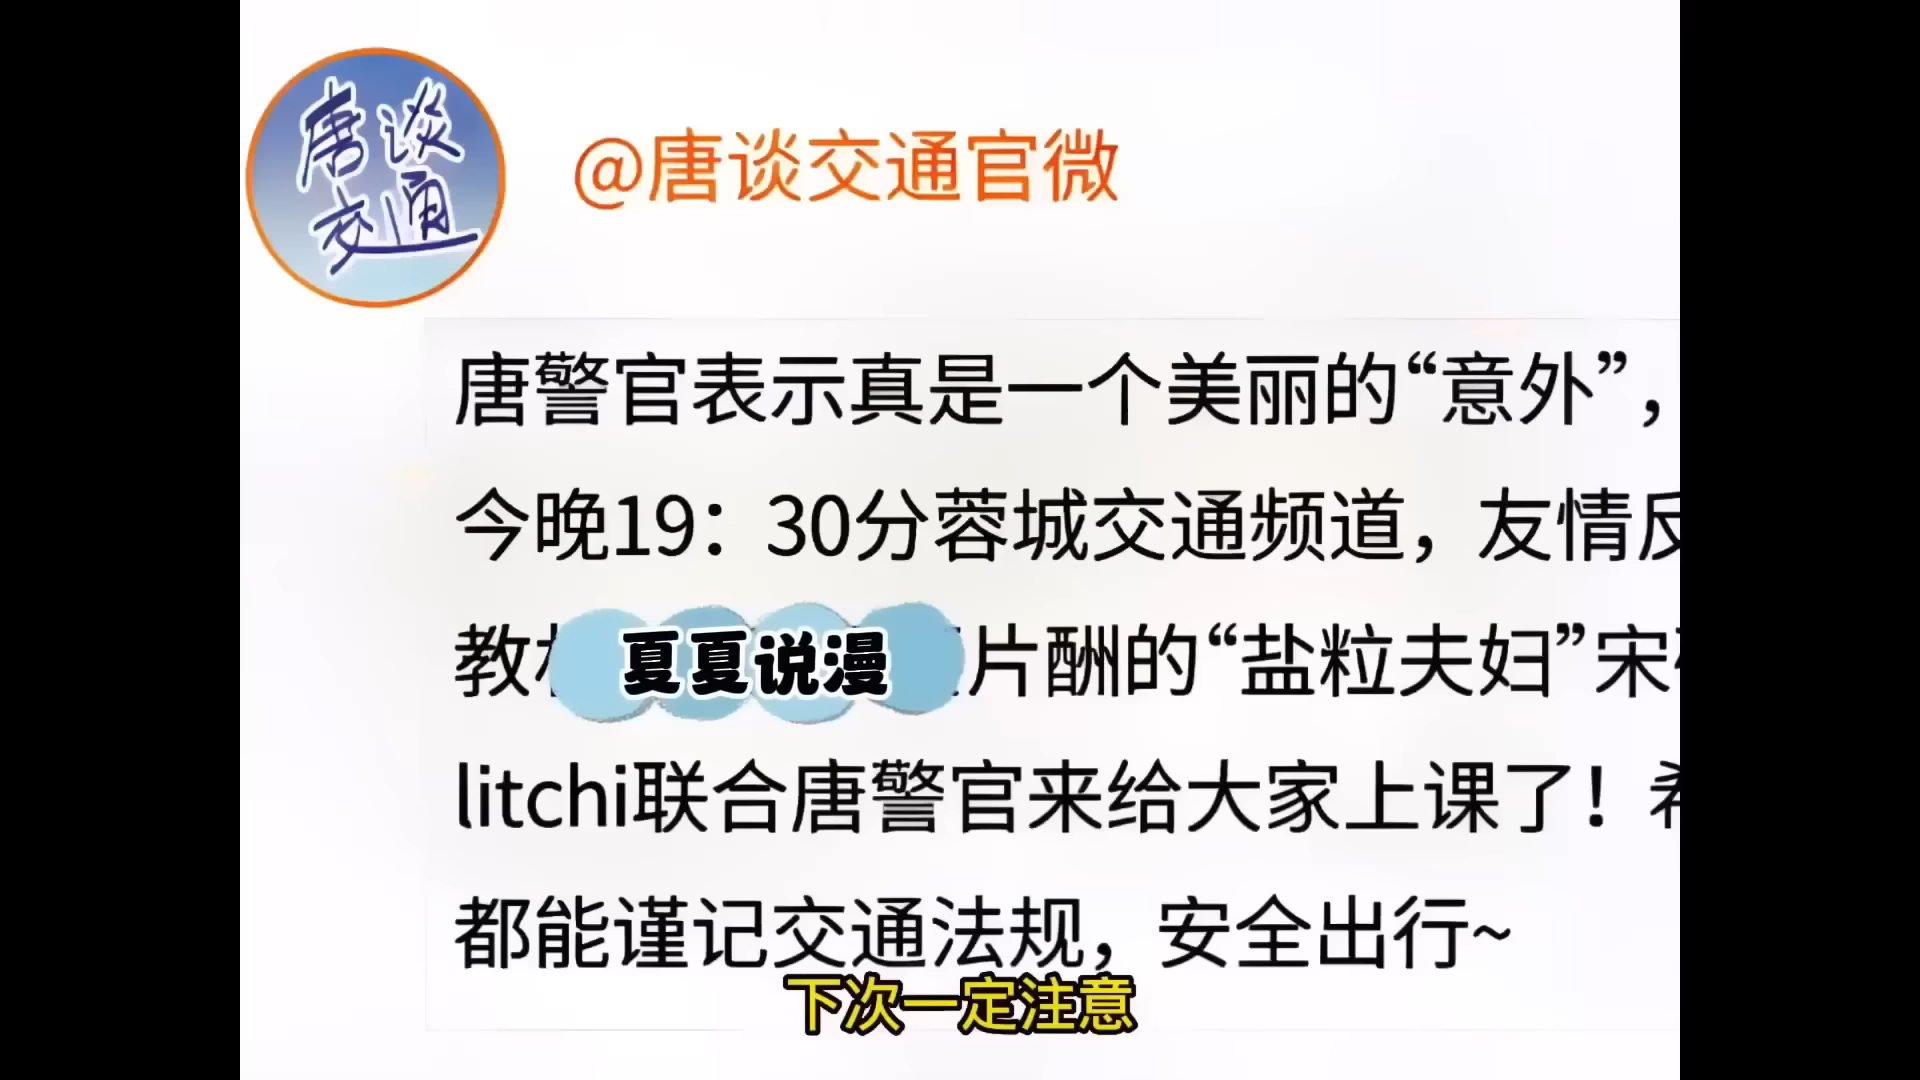 唐谈
交通
@唐谈交通官微
唐警官表示真是一个美丽的“意外”，
今晚19：30分蓉城交通频道，友情
教 片酬的“盐粒夫妇”宋
夏夏说漫
litchi联合唐警官来给大家上课了！
都能谨记交通法规，安全出行~
下次一定注意